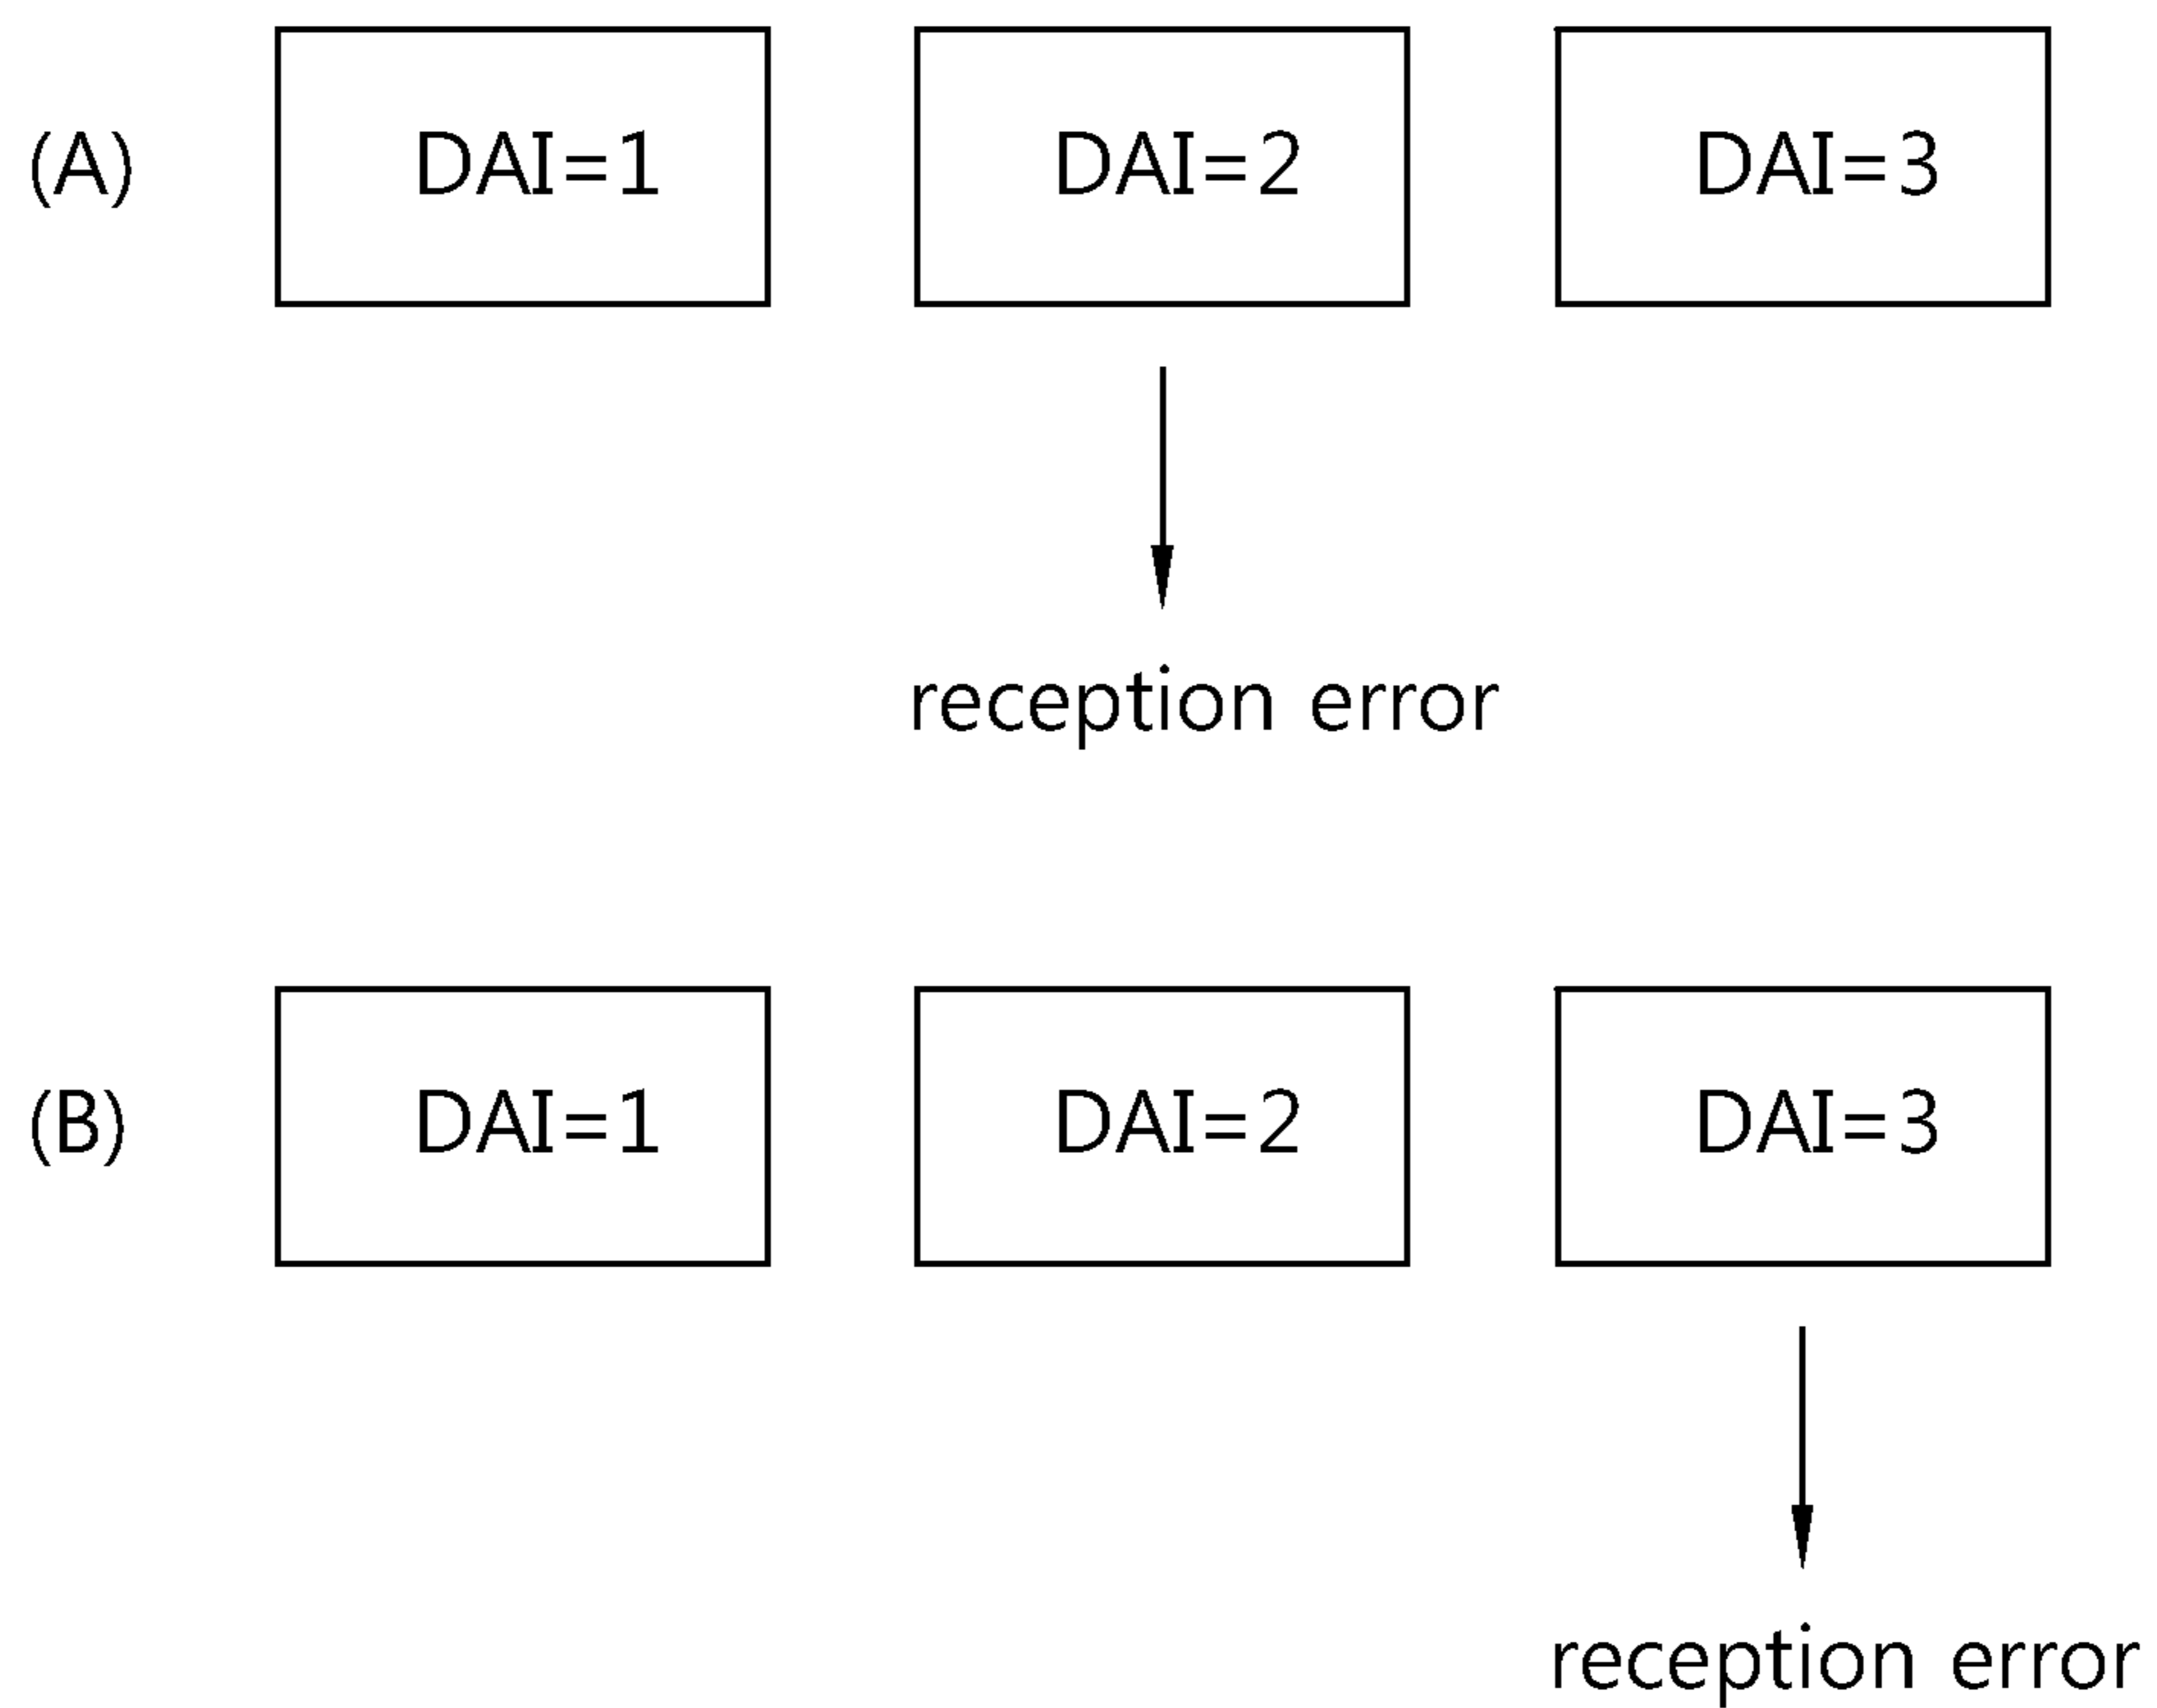 (A) DAI=1 DAI=2 DAI=3
reception error
(B) DAI=1 DAI=2 DAI=3
reception error